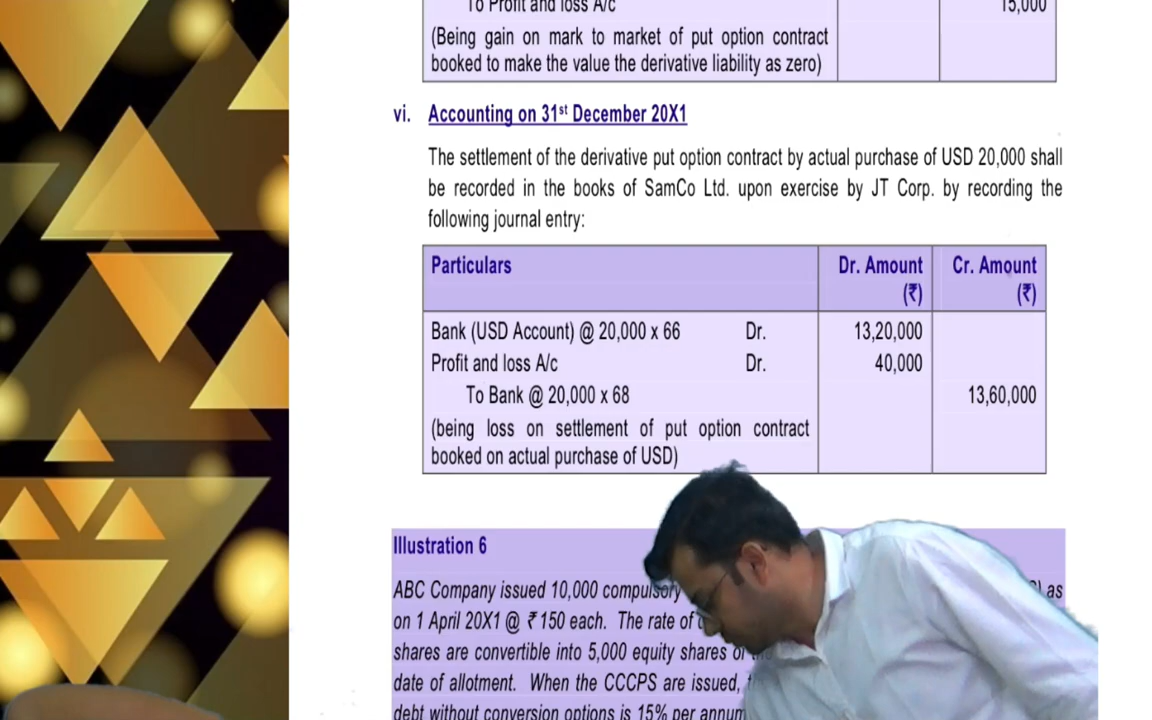 To Profit and loss A/c 15,000
(Being gain on mark to market of put option contract
booked to make the value the derivative liability as zero)
vi. Accounting on 31st December 20X1
The settlement of the derivative put option contract by actual purchase of USD 20,000 shall
be recorded in the books of SamCo Ltd. upon exercise by JT Corp. by recording the
following journal entry:
Particulars Dr. Amount (₹) Cr. Amount (₹)
Bank (USD Account) @ 20,000 x 66 Dr. 13,20,000
Profit and loss A/c Dr. 40,000
To Bank @ 20,000 x 68 13,60,000
(being loss on settlement of put option contract
booked on actual purchase of USD)
Illustration 6
ABC Company issued 10,000 compulsory as
on 1 April 20X1 @ ₹ 150 each. The rate of
shares are convertible into 5,000 equity shares of
date of allotment. When the CCCPS are issued,
debt without conversion options is 15% per annum